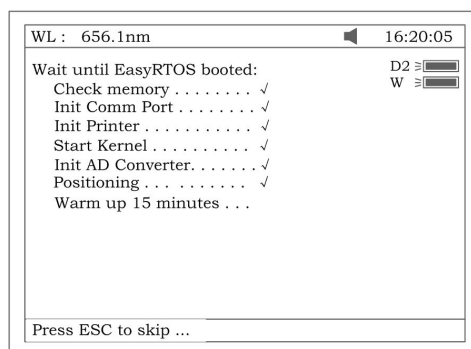 WL : 656.1nm 16:20:05
Wait until EasyRTOS booted: D2
Check memory . . . . . . . . √ W
Init Comm Port . . . . . . . . √
Init Printer . . . . . . . . . . . √
Start Kernel . . . . . . . . . . √
Init AD Converter. . . . . . . √
Positioning . . . . . . . . . . √
Warm up 15 minutes . . .
Press ESC to skip ...